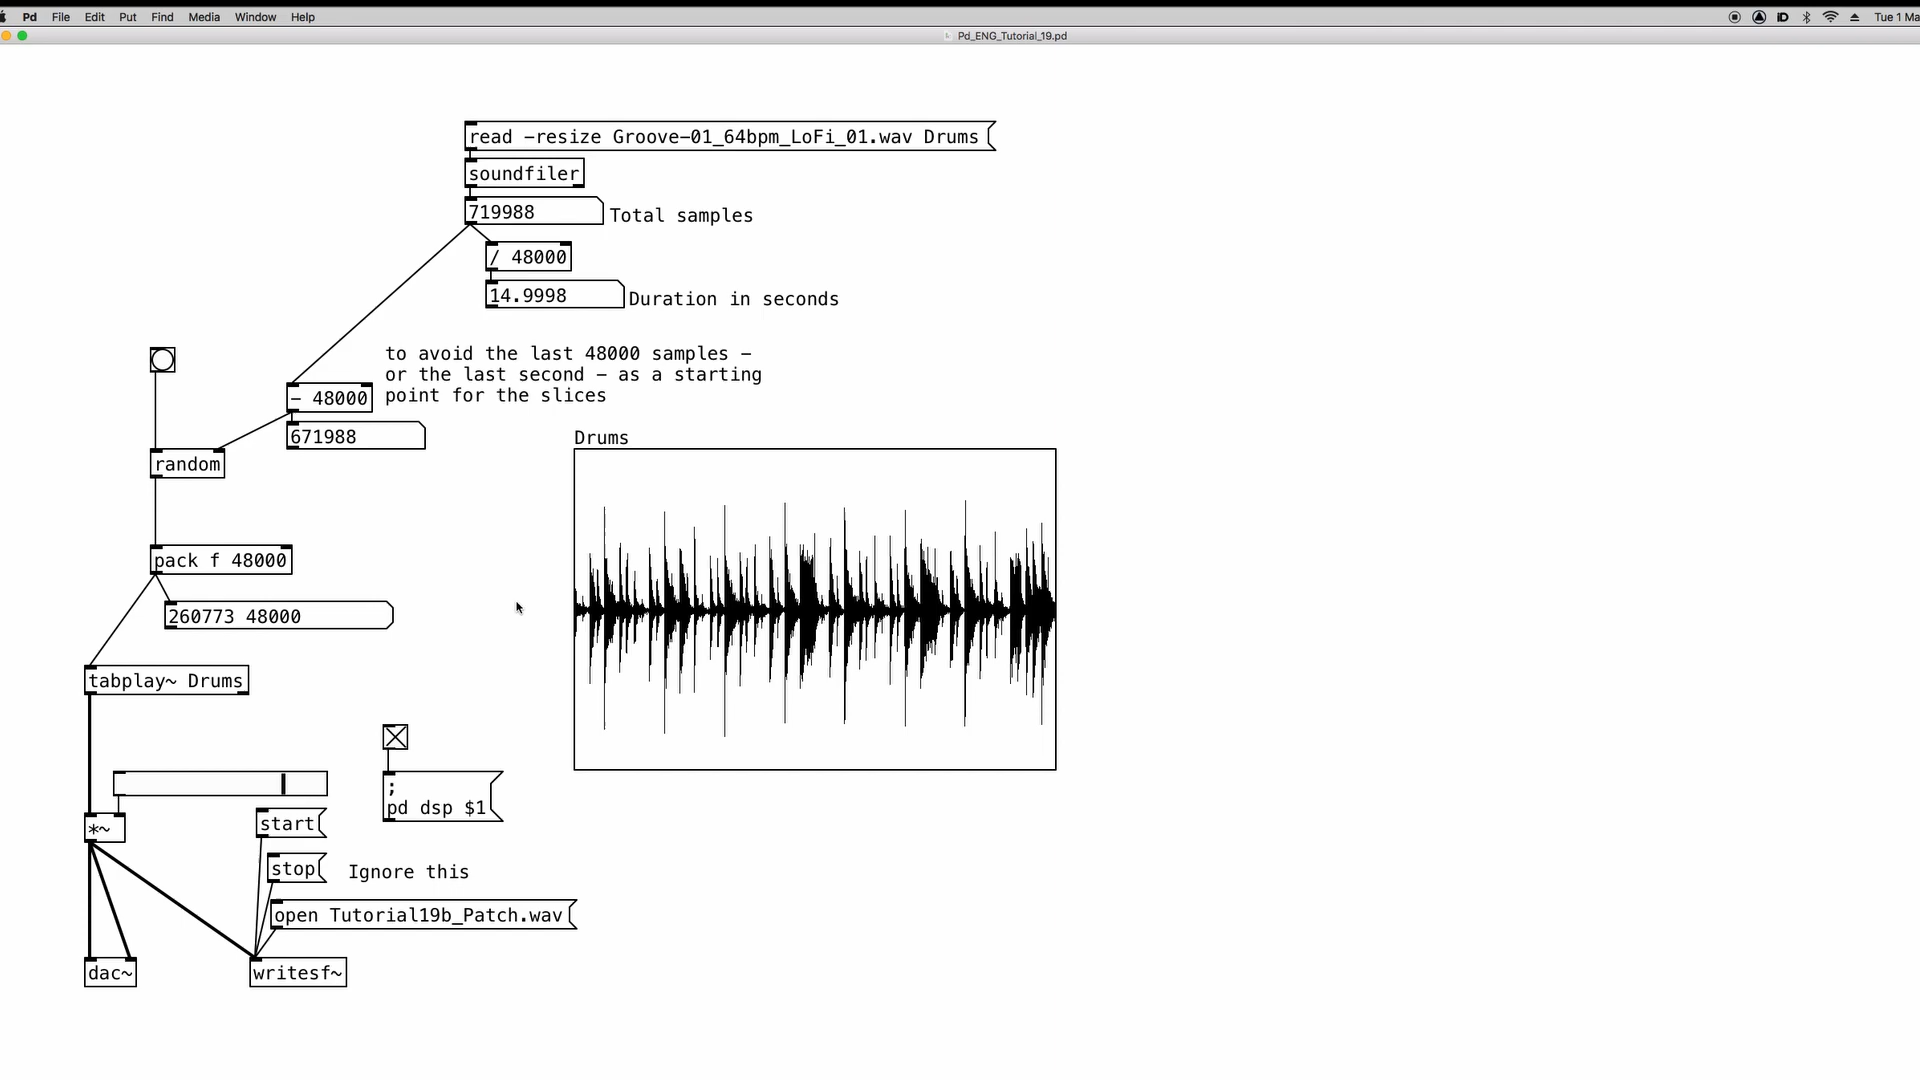 Pd File Edit Put Find Media Window Help
Tue 1 Ma
Pd_ENG_Tutorial_19.pd
read -resize Groove-01_64bpm_LoFi_01.wav Drums
soundfiler
719988 Total samples
/ 48000
14.9998 Duration in seconds
to avoid the last 48000 samples -
or the last second - as a starting
point for the slices
- 48000
671988
random
Drums
pack f 48000
260773 48000
tabplay~ Drums
;
pd dsp $1
*~
start
stop
Ignore this
open Tutorial19b_Patch.wav
dac~
writesf~